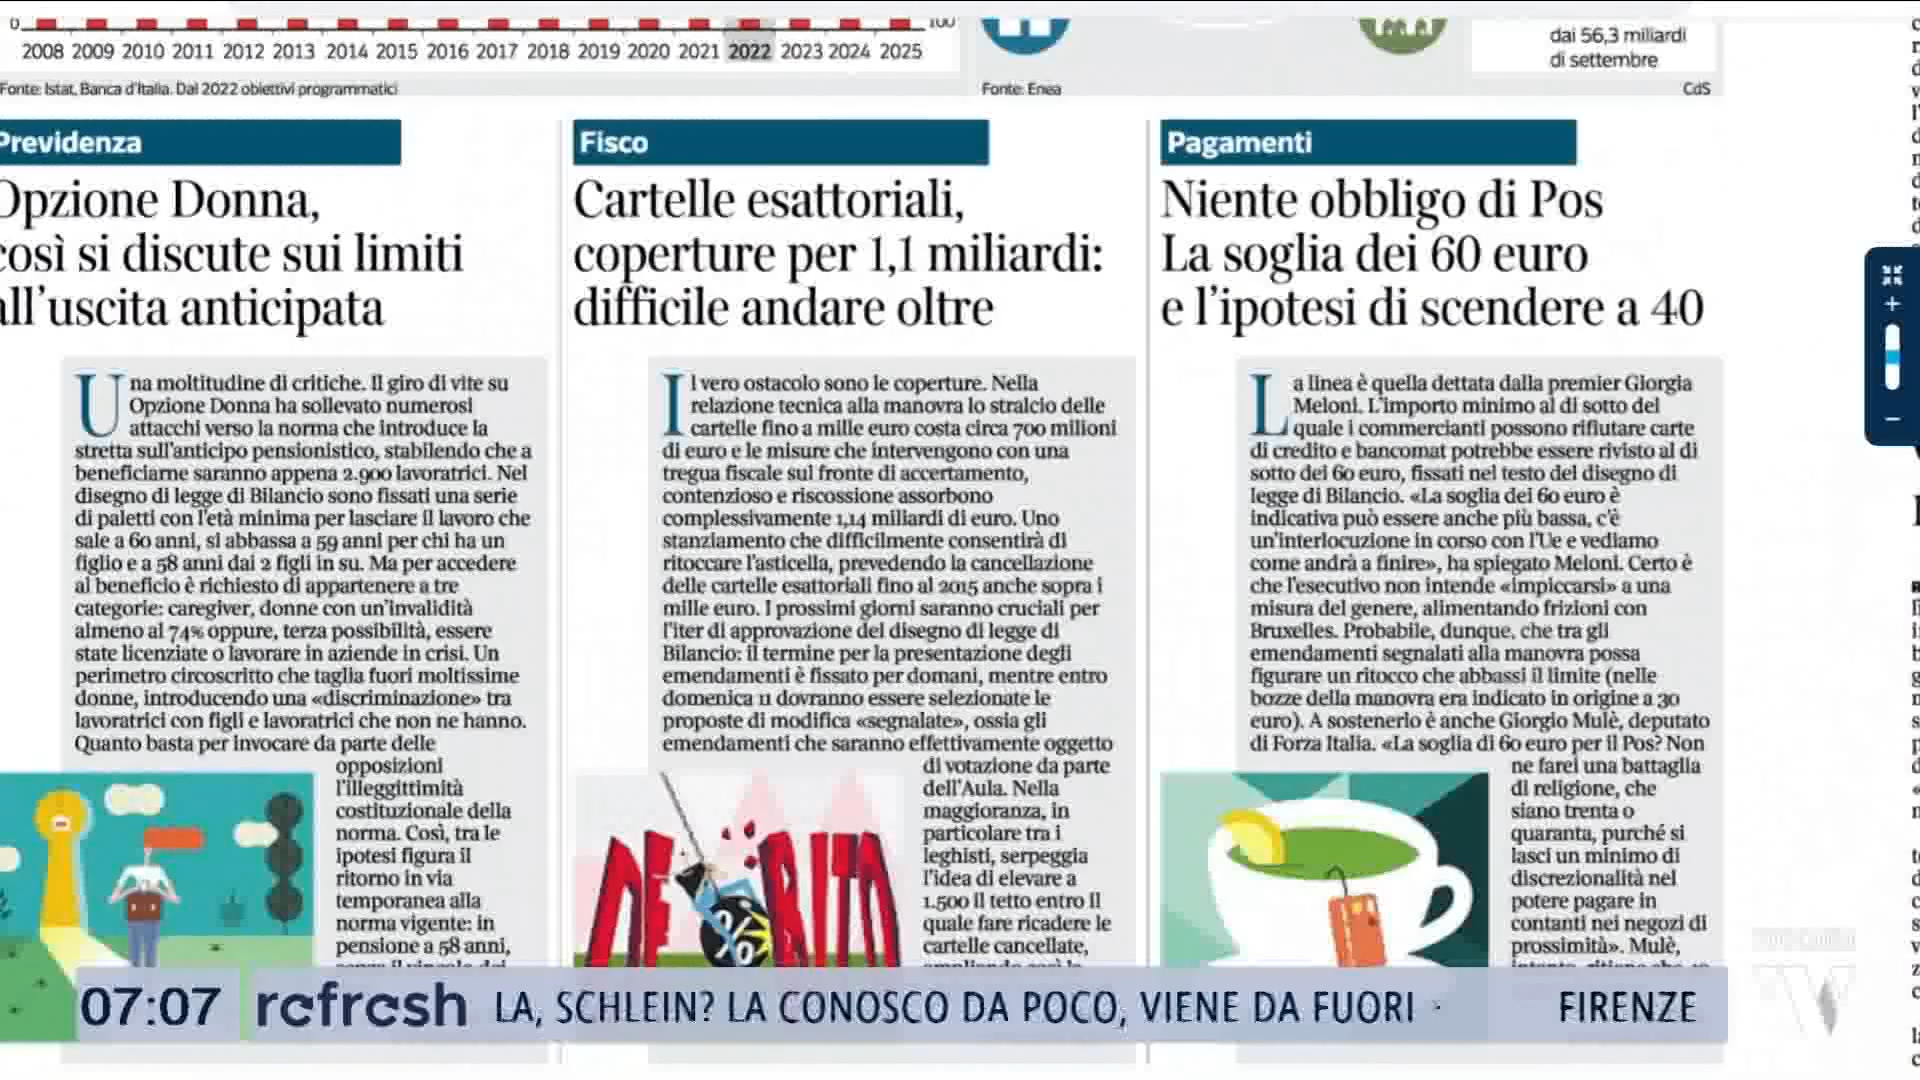 0
100
2008 2009 2010 2011 2012 2013 2014 2015 2016 2017 2018 2019 2020 2021 2022 2023 2024 2025
Fonte: Istat, Banca d'Italia. Dal 2022 obiettivi programmatici
dai 56,3 miliardi
di settembre
Fonte: Enea
CdS
Previdenza
Opzione Donna,
così si discute sui limiti
all'uscita anticipata
Una moltitudine di critiche. Il giro di vite su
Opzione Donna ha sollevato numerosi
attacchi verso la norma che introduce la
stretta sull'anticipo pensionistico, stabilendo che a
beneficiarne saranno appena 2.900 lavoratrici. Nel
disegno di legge di Bilancio sono fissati una serie
di paletti con l'età minima per lasciare il lavoro che
sale a 60 anni, si abbassa a 59 anni per chi ha un
figlio e a 58 anni dai 2 figli in su. Ma per accedere
al beneficio è richiesto di appartenere a tre
categorie: caregiver, donne con un'invalidità
almeno al 74% oppure, terza possibilità, essere
state licenziate o lavorare in aziende in crisi. Un
perimetro circoscritto che taglia fuori moltissime
donne, introducendo una «discriminazione» tra
lavoratrici con figli e lavoratrici che non ne hanno.
Quanto basta per invocare da parte delle
opposizioni
l'illeggittimità
costituzionale della
norma. Così, tra le
ipotesi figura il
ritorno in via
temporanea alla
norma vigente: in
pensione a 58 anni,
Fisco
Cartelle esattoriali,
coperture per 1,1 miliardi:
difficile andare oltre
Il vero ostacolo sono le coperture. Nella
relazione tecnica alla manovra lo stralcio delle
cartelle fino a mille euro costa circa 700 milioni
di euro e le misure che intervengono con una
tregua fiscale sul fronte di accertamento,
contenzioso e riscossione assorbono
complessivamente 1,14 miliardi di euro. Uno
stanziamento che difficilmente consentirà di
ritoccare l'asticella, prevedendo la cancellazione
delle cartelle esattoriali fino al 2015 anche sopra i
mille euro. I prossimi giorni saranno cruciali per
l'iter di approvazione del disegno di legge di
Bilancio: il termine per la presentazione degli
emendamenti è fissato per domani, mentre entro
domenica 11 dovranno essere selezionate le
proposte di modifica «segnalate», ossia gli
emendamenti che saranno effettivamente oggetto
di votazione da parte
dell'Aula. Nella
maggioranza, in
particolare tra i
leghisti, serpeggia
l'idea di elevare a
1.500 il tetto entro il
quale fare ricadere le
cartelle cancellate,
DEBITO
%
Pagamenti
Niente obbligo di Pos
La soglia dei 60 euro
e l'ipotesi di scendere a 40
La linea è quella dettata dalla premier Giorgia
Meloni. L'importo minimo al di sotto del
quale i commercianti possono rifiutare carte
di credito e bancomat potrebbe essere rivisto al di
sotto dei 60 euro, fissati nel testo del disegno di
legge di Bilancio. «La soglia dei 60 euro è
indicativa può essere anche più bassa, c'è
un'interlocuzione in corso con l'Ue e vediamo
come andrà a finire», ha spiegato Meloni. Certo è
che l'esecutivo non intende «impiccarsi» a una
misura del genere, alimentando frizioni con
Bruxelles. Probabile, dunque, che tra gli
emendamenti segnalati alla manovra possa
figurare un ritocco che abbassi il limite (nelle
bozze della manovra era indicato in origine a 30
euro). A sostenerlo è anche Giorgio Mulè, deputato
di Forza Italia. «La soglia di 60 euro per il Pos? Non
ne farei una battaglia
di religione, che
siano trenta o
quaranta, purché si
lasci un minimo di
discrezionalità nel
potere pagare in
contanti nei negozi di
prossimità». Mulè,
07:07 refresh LA, SCHLEIN? LA CONOSCO DA POCO, VIENE DA FUORI · FIRENZE